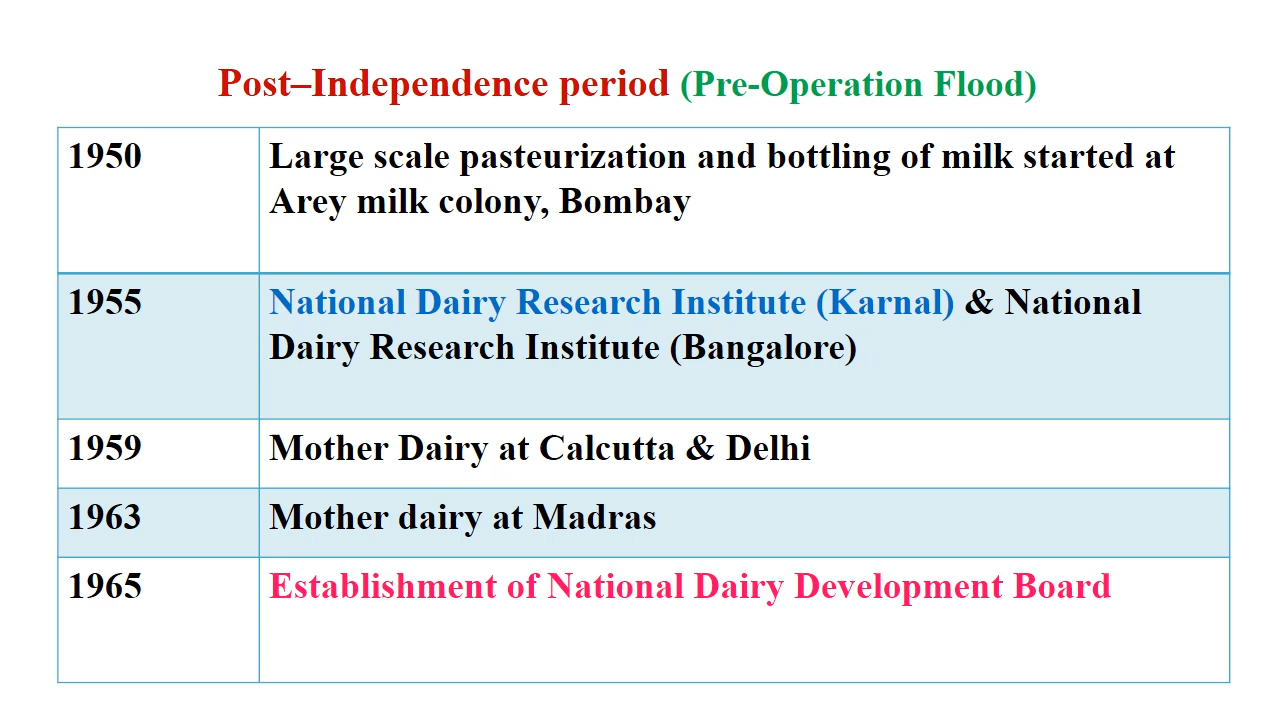 Post–Independence period (Pre-Operation Flood)
1950
Large scale pasteurization and bottling of milk started at
Arey milk colony, Bombay
1955
National Dairy Research Institute (Karnal) & National
Dairy Research Institute (Bangalore)
1959
Mother Dairy at Calcutta & Delhi
1963
Mother dairy at Madras
1965
Establishment of National Dairy Development Board